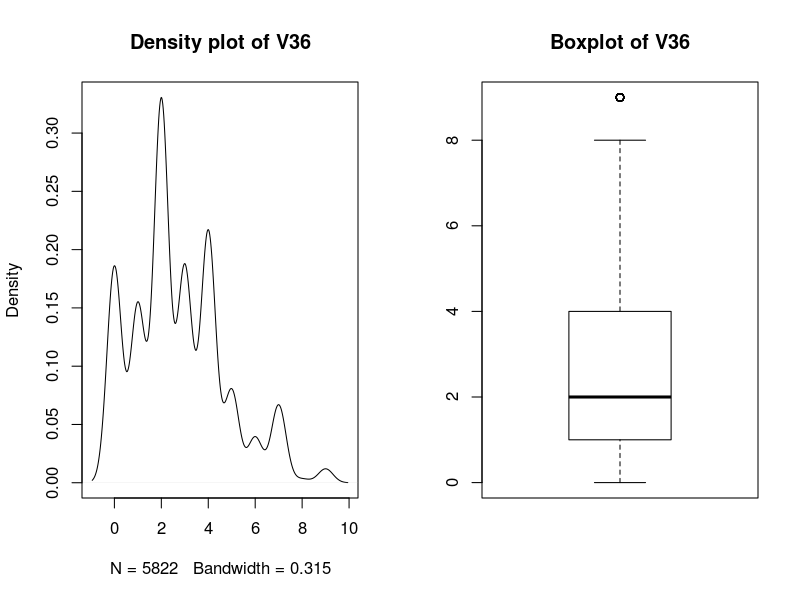 Density plot of V36
Density
0.00 0.05 0.10 0.15 0.20 0.25 0.30
0 2 4 6 8 10
N = 5822 Bandwidth = 0.315
Boxplot of V36
0 2 4 6 8